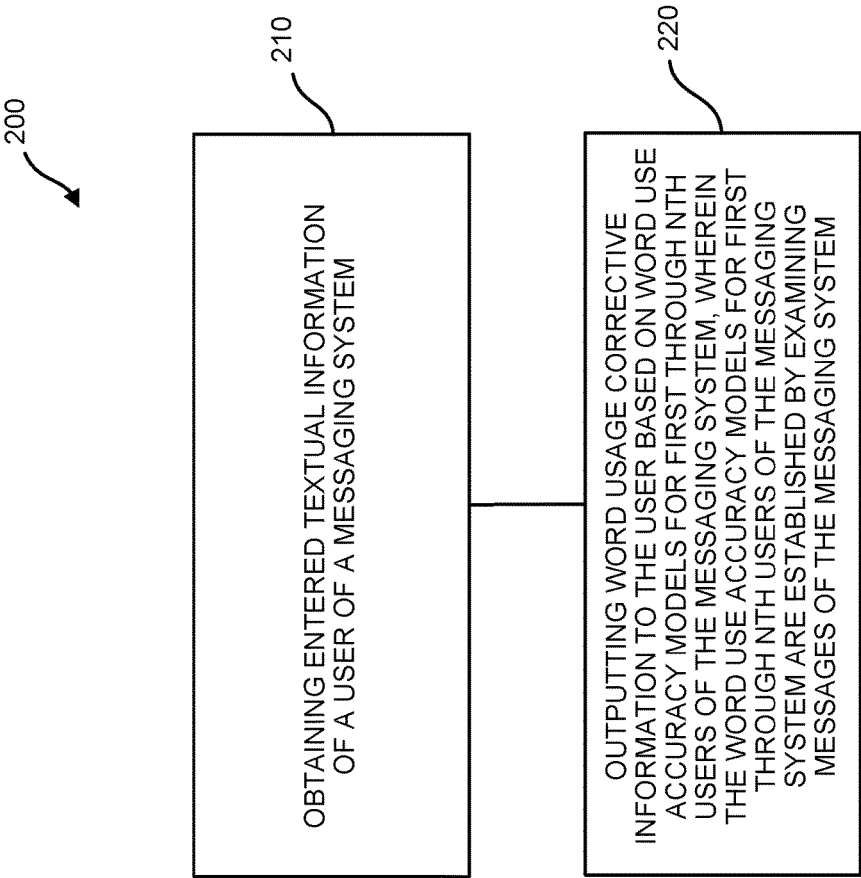 200
210
OBTAINING ENTERED TEXTUAL INFORMATION
OF A USER OF A MESSAGING SYSTEM
220
OUTPUTTING WORD USAGE CORRECTIVE
INFORMATION TO THE USER BASED ON WORD USE
ACCURACY MODELS FOR FIRST THROUGH NTH
USERS OF THE MESSAGING SYSTEM, WHEREIN
THE WORD USE ACCURACY MODELS FOR FIRST
THROUGH NTH USERS OF THE MESSAGING
SYSTEM ARE ESTABLISHED BY EXAMINING
MESSAGES OF THE MESSAGING SYSTEM